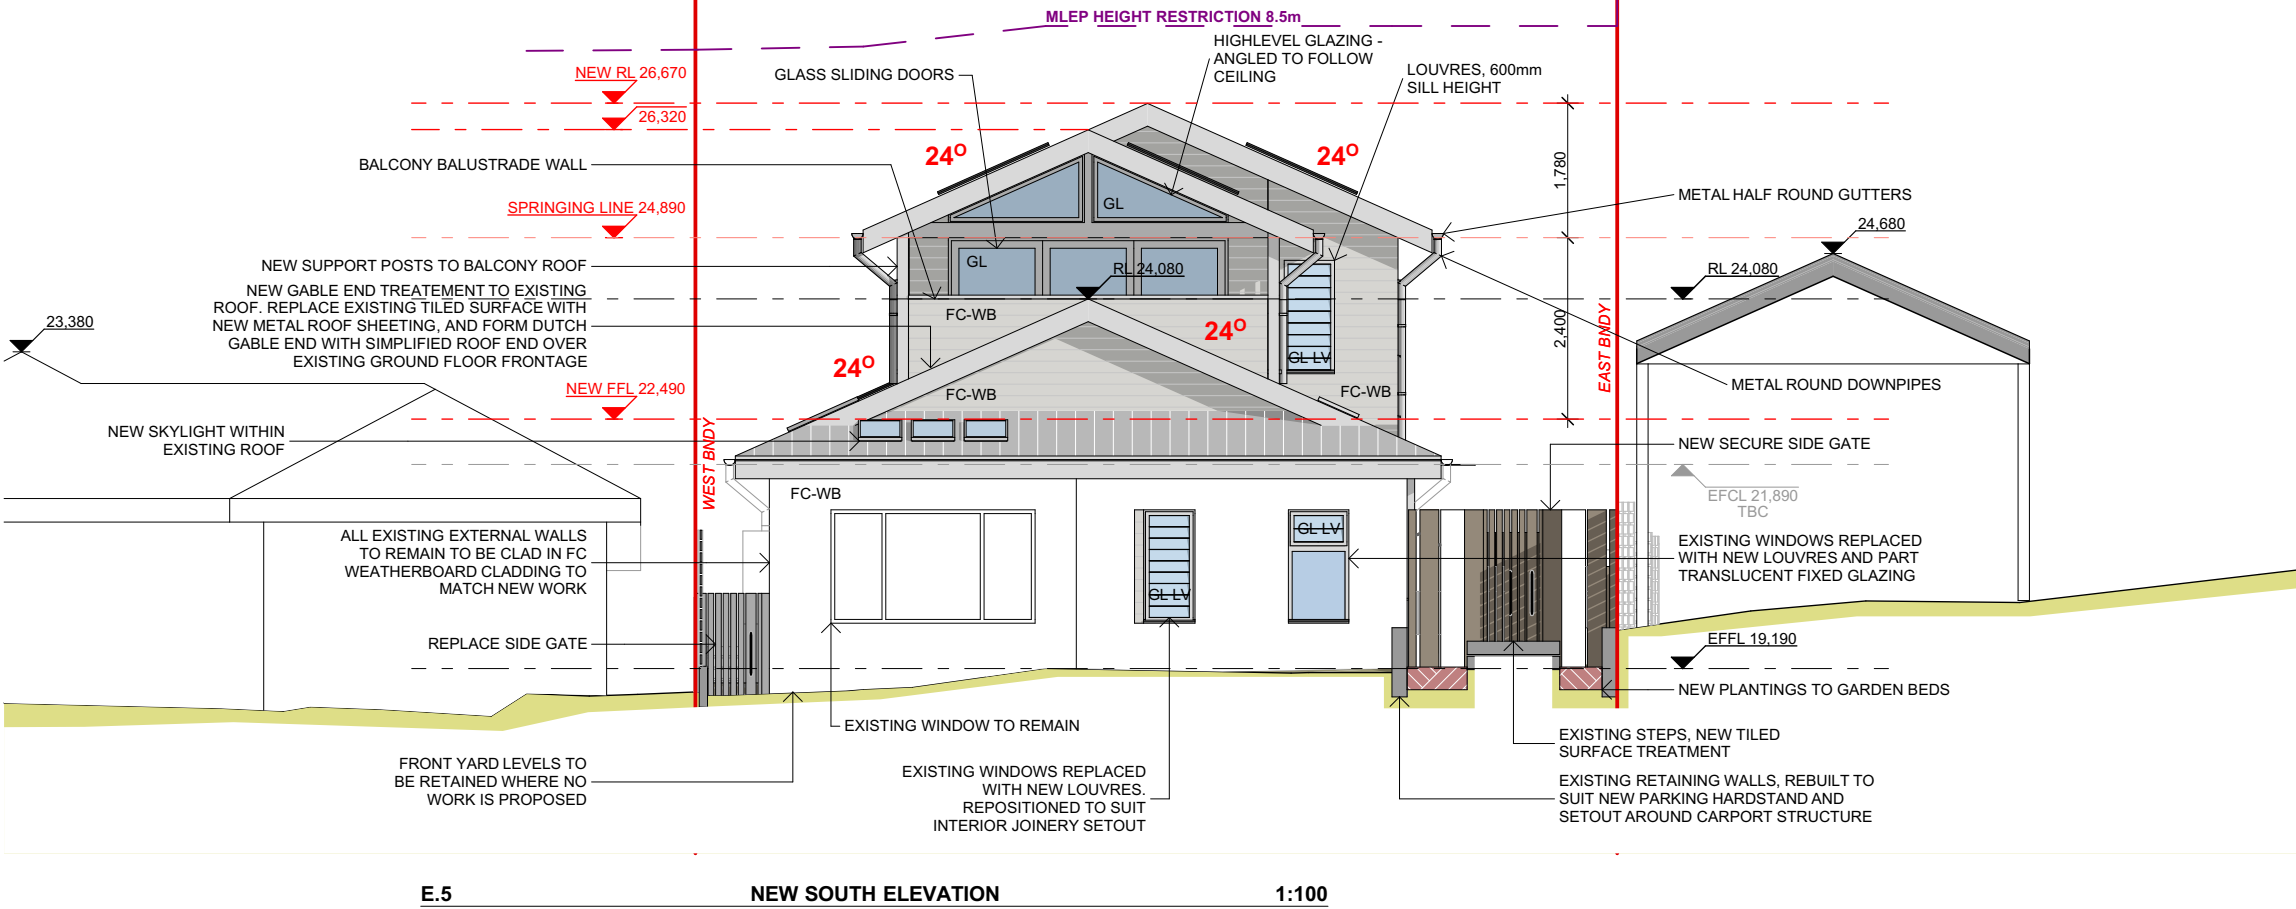 MLEP HEIGHT RESTRICTION 8.5m
HIGHLEVEL GLAZING -
ANGLED TO FOLLOW
CEILING
NEW RL 26,670
GLASS SLIDING DOORS
LOUVRES, 600mm
SILL HEIGHT
26,320
24O
24O
BALCONY BALUSTRADE WALL
1,780
METAL HALF ROUND GUTTERS
SPRINGING LINE 24,890
GL
24,680
NEW SUPPORT POSTS TO BALCONY ROOF
GL
RL 24,080
RL 24,080
NEW GABLE END TREATEMENT TO EXISTING
ROOF. REPLACE EXISTING TILED SURFACE WITH
NEW METAL ROOF SHEETING, AND FORM DUTCH
GABLE END WITH SIMPLIFIED ROOF END OVER
EXISTING GROUND FLOOR FRONTAGE
23,380
FC-WB
24O
2,400
EAST BNDY
GL LV
24O
NEW FFL 22,490
FC-WB
FC-WB
METAL ROUND DOWNPIPES
NEW SKYLIGHT WITHIN
EXISTING ROOF
WEST BNDY
NEW SECURE SIDE GATE
FC-WB
EFCL 21,890
TBC
GL LV
ALL EXISTING EXTERNAL WALLS
TO REMAIN TO BE CLAD IN FC
WEATHERBOARD CLADDING TO
MATCH NEW WORK
EXISTING WINDOWS REPLACED
WITH NEW LOUVRES AND PART
TRANSLUCENT FIXED GLAZING
GL LV
REPLACE SIDE GATE
EFFL 19,190
NEW PLANTINGS TO GARDEN BEDS
EXISTING WINDOW TO REMAIN
EXISTING STEPS, NEW TILED
SURFACE TREATMENT
FRONT YARD LEVELS TO
BE RETAINED WHERE NO
WORK IS PROPOSED
EXISTING WINDOWS REPLACED
WITH NEW LOUVRES.
REPOSITIONED TO SUIT
INTERIOR JOINERY SETOUT
EXISTING RETAINING WALLS, REBUILT TO
SUIT NEW PARKING HARDSTAND AND
SETOUT AROUND CARPORT STRUCTURE
E.5 NEW SOUTH ELEVATION 1:100